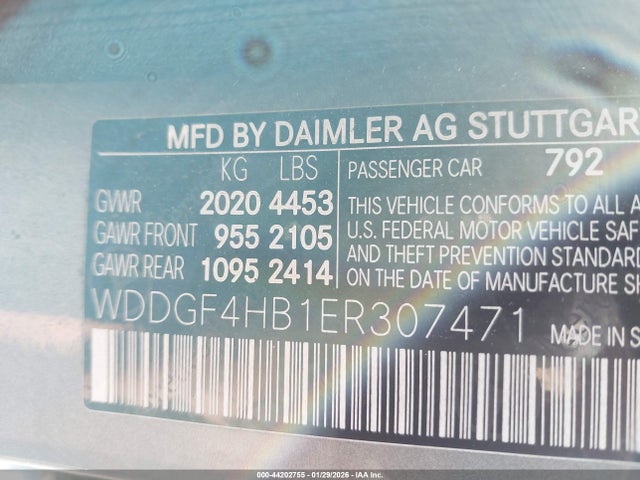 MFD BY DAIMLER AG STUTTGAR
KG LBS
GVWR 2020 4453
GAWR FRONT 955 2105
GAWR REAR 1095 2414
PASSENGER CAR 792
THIS VEHICLE CONFORMS TO ALL A
U.S. FEDERAL MOTOR VEHICLE SAF
AND THEFT PREVENTION STANDA
ON THE DATE OF MANUFACTURE SH
WDDGF4HB1ER307471
MADE IN S
000-44202755 | 01/29/2026 | IAA Inc.